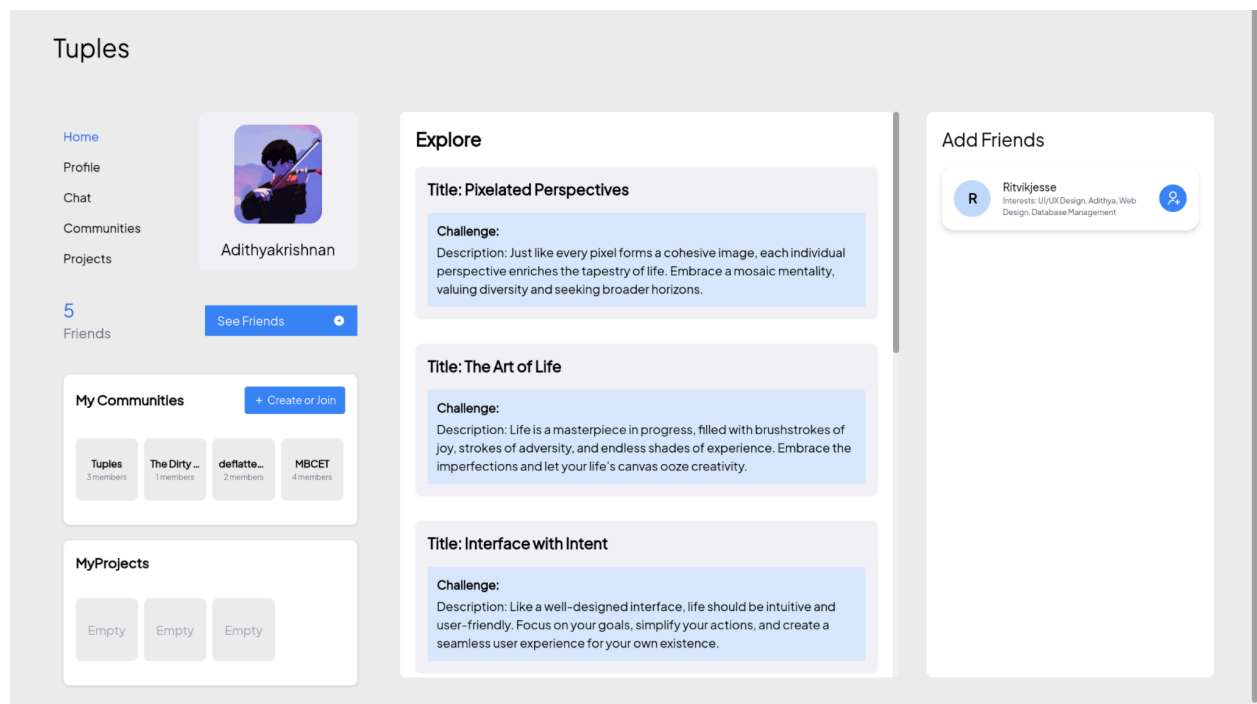 Tuples
Home
Profile
Chat
Communities
Projects
Adithyakrishnan
5
Friends
See Friends
My Communities
+ Create or Join
Tuples
3 members
The Dirty ...
1 members
deflatte...
2 members
MBCET
4 members
MyProjects
Empty
Empty
Empty
Explore
Title: Pixelated Perspectives
Challenge:
Description: Just like every pixel forms a cohesive image, each individual
perspective enriches the tapestry of life. Embrace a mosaic mentality,
valuing diversity and seeking broader horizons.
Title: The Art of Life
Challenge:
Description: Life is a masterpiece in progress, filled with brushstrokes of
joy, strokes of adversity, and endless shades of experience. Embrace the
imperfections and let your life's canvas ooze creativity.
Title: Interface with Intent
Challenge:
Description: Like a well-designed interface, life should be intuitive and
user-friendly. Focus on your goals, simplify your actions, and create a
seamless user experience for your own existence.
Add Friends
R
Ritvikjesse
Interests: UI/UX Design, Adithya, Web
Design, Database Management